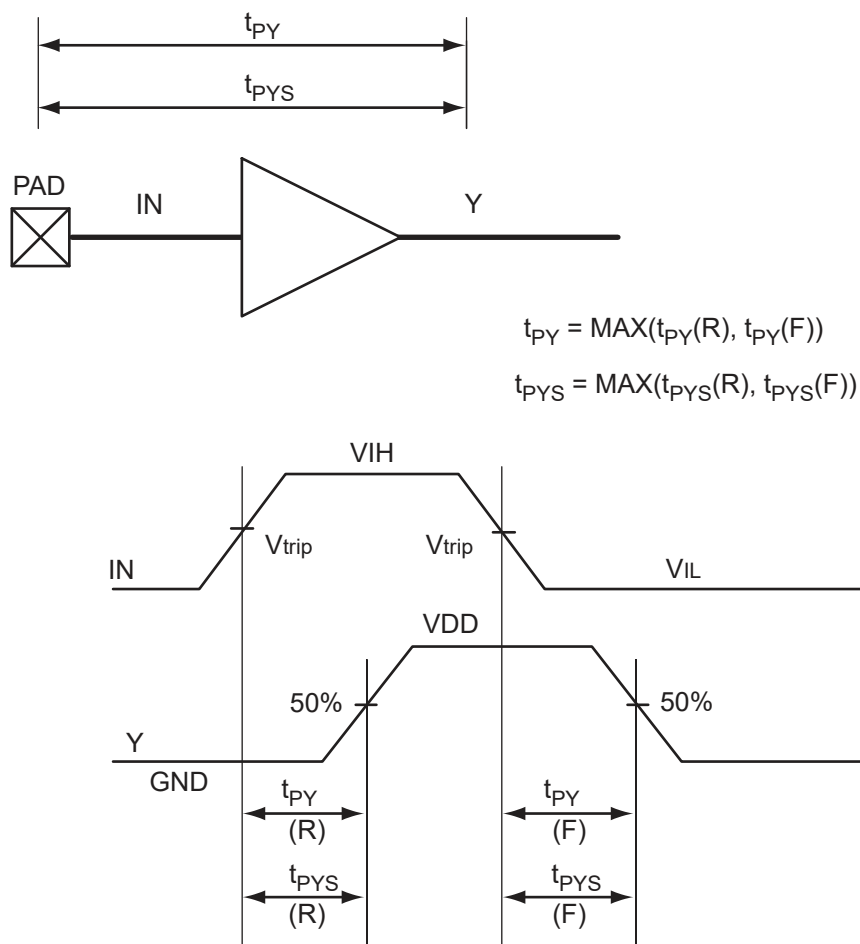 tPY
tPYS
PAD
IN
Y
tPY = MAX(tPY(R), tPY(F))
tPYS = MAX(tPYS(R), tPYS(F))
VIH
Vtrip
Vtrip
IN
VIL
VDD
50%
50%
Y
GND
tPY
(R)
tPY
(F)
tPYS
(R)
tPYS
(F)